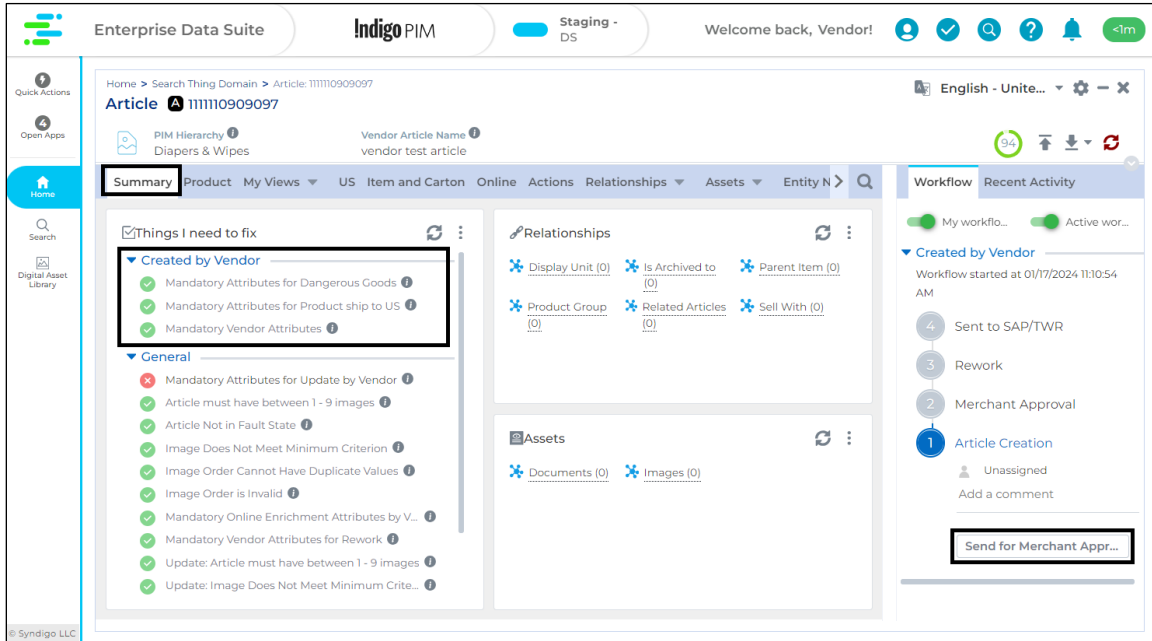 Enterprise Data Suite
Indigo PIM
Staging -
DS
Welcome back, Vendor!
?
<1m
Quick Actions
4
Open Apps
Home
Search
Digital Asset
Library
© Syndigo LLC
Home > Search Thing Domain > Article: 1111110909097
Article A 1111110909097
English - Unite...
PIM Hierarchy i
Diapers & Wipes
Vendor Article Name i
vendor test article
94
Summary Product My Views US Item and Carton Online Actions Relationships Assets Entity N
Things I need to fix
Created by Vendor
Mandatory Attributes for Dangerous Goods i
Mandatory Attributes for Product ship to US i
Mandatory Vendor Attributes i
General
Mandatory Attributes for Update by Vendor i
Article must have between 1 - 9 images i
Article Not in Fault State i
Image Does Not Meet Minimum Criterion i
Image Order Cannot Have Duplicate Values i
Image Order is Invalid i
Mandatory Online Enrichment Attributes by V... i
Mandatory Vendor Attributes for Rework i
Update: Article must have between 1 - 9 images i
Update: Image Does Not Meet Minimum Crite... i
Relationships
Display Unit (0)
Is Archived to
(0)
Parent Item (0)
Product Group
(0)
Related Articles
(0)
Sell With (0)
Assets
Documents (0)
Images (0)
Workflow Recent Activity
My workflo...
Active wor...
Created by Vendor
Workflow started at 01/17/2024 11:10:54
AM
4 Sent to SAP/TWR
3 Rework
2 Merchant Approval
1 Article Creation
Unassigned
Add a comment
Send for Merchant Appr...